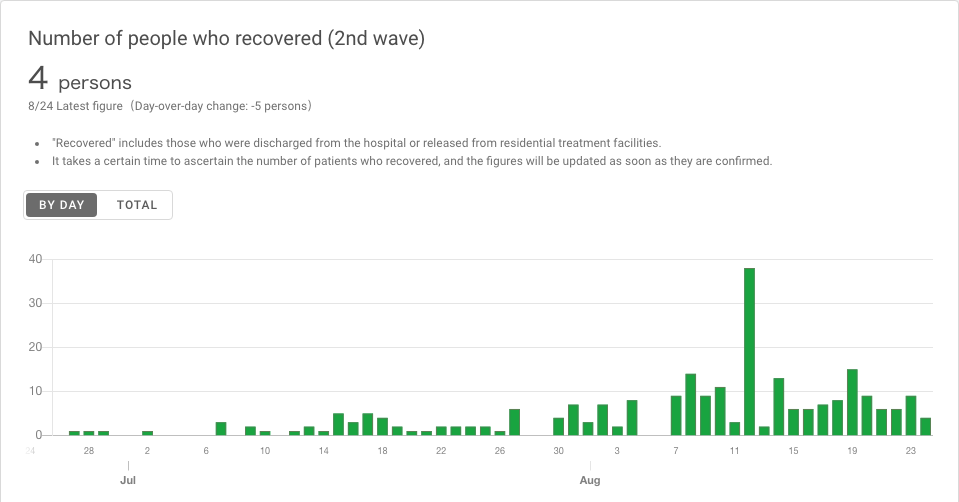 Number of people who recovered (2nd wave)
4 persons
8/24 Latest figure（Day-over-day change: -5 persons）
• "Recovered" includes those who were discharged from the hospital or released from residential treatment facilities.
• It takes a certain time to ascertain the number of patients who recovered, and the figures will be updated as soon as they are confirmed.
BY DAY TOTAL
40
30
20
10
0
24 28 2 6 10 14 18 22 26 30 3 7 11 15 19 23
Jul Aug